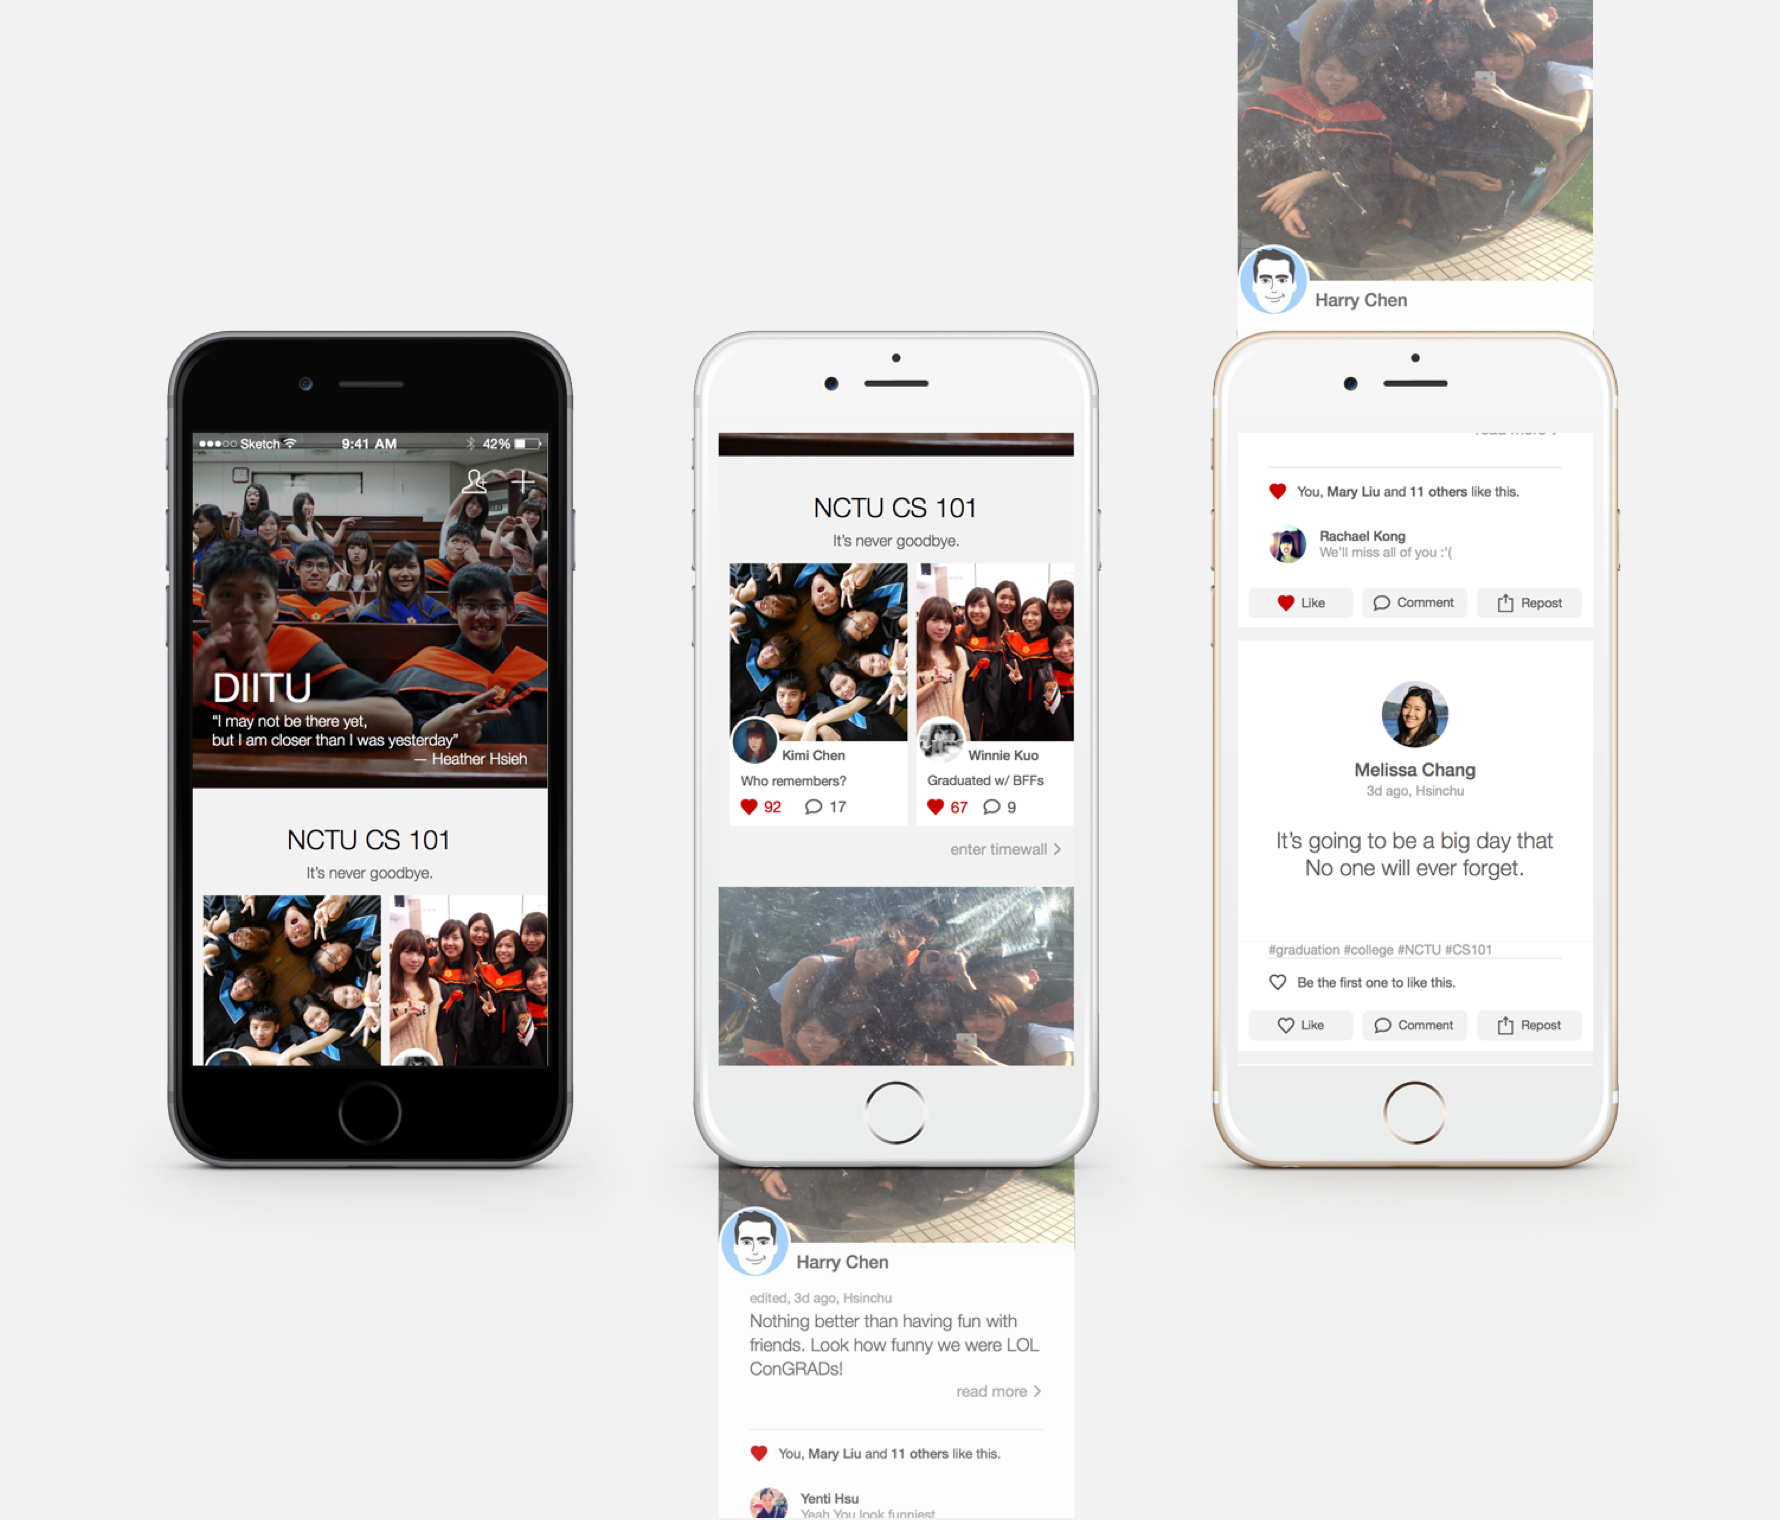 Sketch 9:41 AM 42%
DIITU
“I may not be there yet,
but I am closer than I was yesterday”
— Heather Hsieh
NCTU CS 101
It’s never goodbye.
NCTU CS 101
It’s never goodbye.
Kimi Chen
Who remembers?
92 17
Winnie Kuo
Graduated w/ BFFs
67 9
enter timewall >
Harry Chen
edited, 3d ago, Hsinchu
Nothing better than having fun with
friends. Look how funny we were LOL
ConGRADs!
read more >
You, Mary Liu and 11 others like this.
Yenti Hsu
Yeah You look funniest
Harry Chen
read more >
You, Mary Liu and 11 others like this.
Rachael Kong
We’ll miss all of you :’(
Like Comment Repost
Melissa Chang
3d ago, Hsinchu
It’s going to be a big day that
No one will ever forget.
#graduation #college #NCTU #CS101
Be the first one to like this.
Like Comment Repost